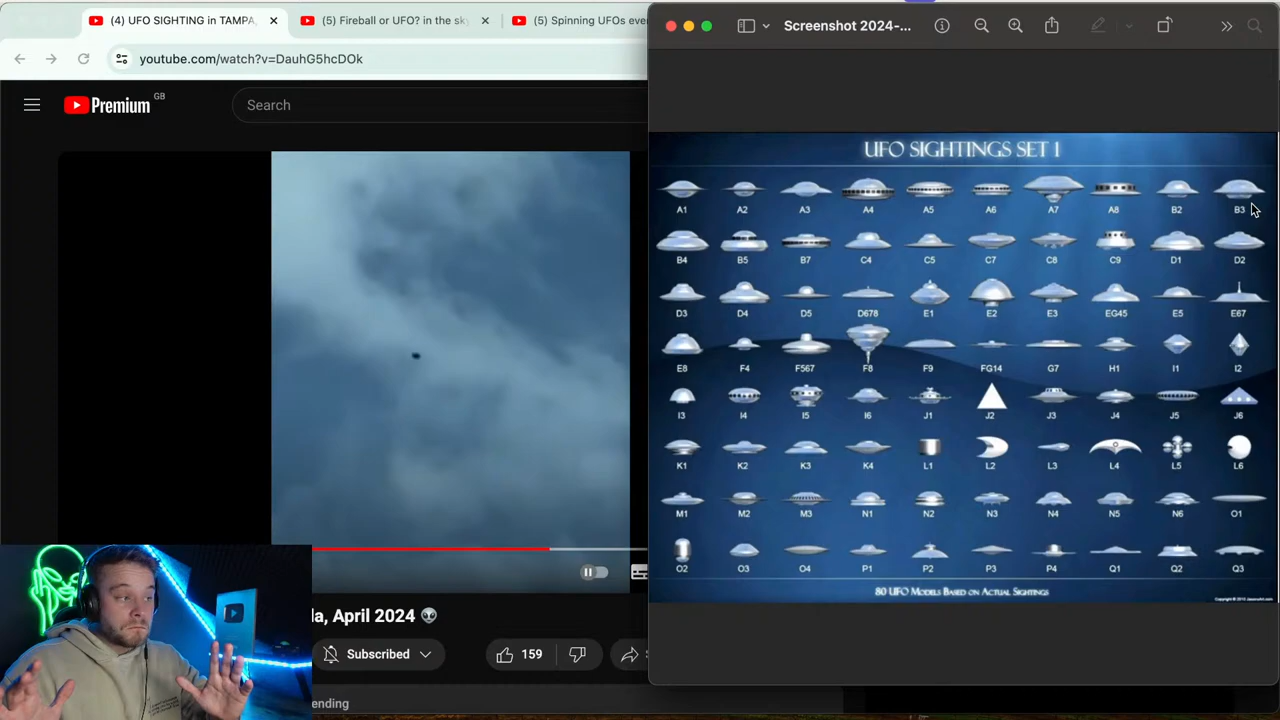 (4) UFO SIGHTING in TAMPA,
(5) Fireball or UFO? in the sky
(5) Spinning UFOs eve
Screenshot 2024-...
youtube.com/watch?v=DauhG5hcDOk
Premium GB
Search
UFO SIGHTINGS SET 1
A1 A2 A3 A4 A5 A6 A7 A8 B2 B3
B4 B5 B7 C4 C5 C7 C8 C9 D1 D2
D3 D4 D5 D678 E1 E2 E3 EG45 E5 E67
E8 F4 F567 F8 F9 FG14 G7 H1 I1 I2
I3 I4 I5 I6 J1 J2 J3 J4 J5 J6
K1 K2 K3 K4 L1 L2 L3 L4 L5 L6
M1 M2 M3 N1 N2 N3 N4 N5 N6 O1
O2 O3 O4 P1 P2 P3 P4 Q1 Q2 Q3
80 UFO MODELS BASED ON ACTUAL SIGHTINGS
la, April 2024 👽
Subscribed
159
ending